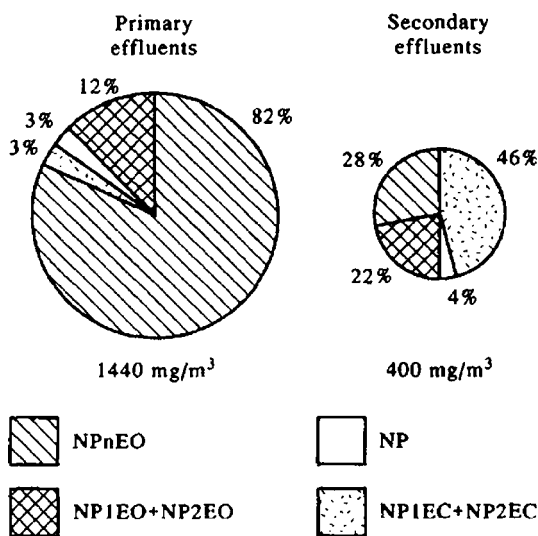 Primary
effluents
Secondary
effluents
12%
3%
3%
82%
28%
46%
22%
4%
1440 mg/m³
400 mg/m³
NPnEO
NP
NP1EO+NP2EO
NP1EC+NP2EC